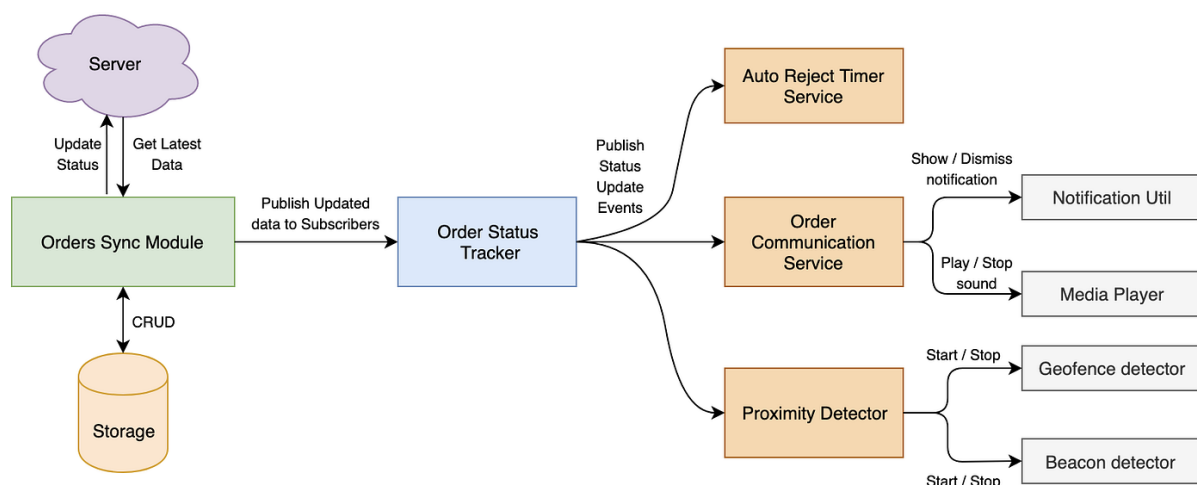 Server
Update
Status
Get Latest
Data
Orders Sync Module
CRUD
Storage
Publish Updated
data to Subscribers
Order Status
Tracker
Publish
Status
Update
Events
Auto Reject Timer
Service
Order
Communication
Service
Show / Dismiss
notification
Notification Util
Play / Stop
sound
Media Player
Proximity Detector
Start / Stop
Geofence detector
Start / Stop
Beacon detector